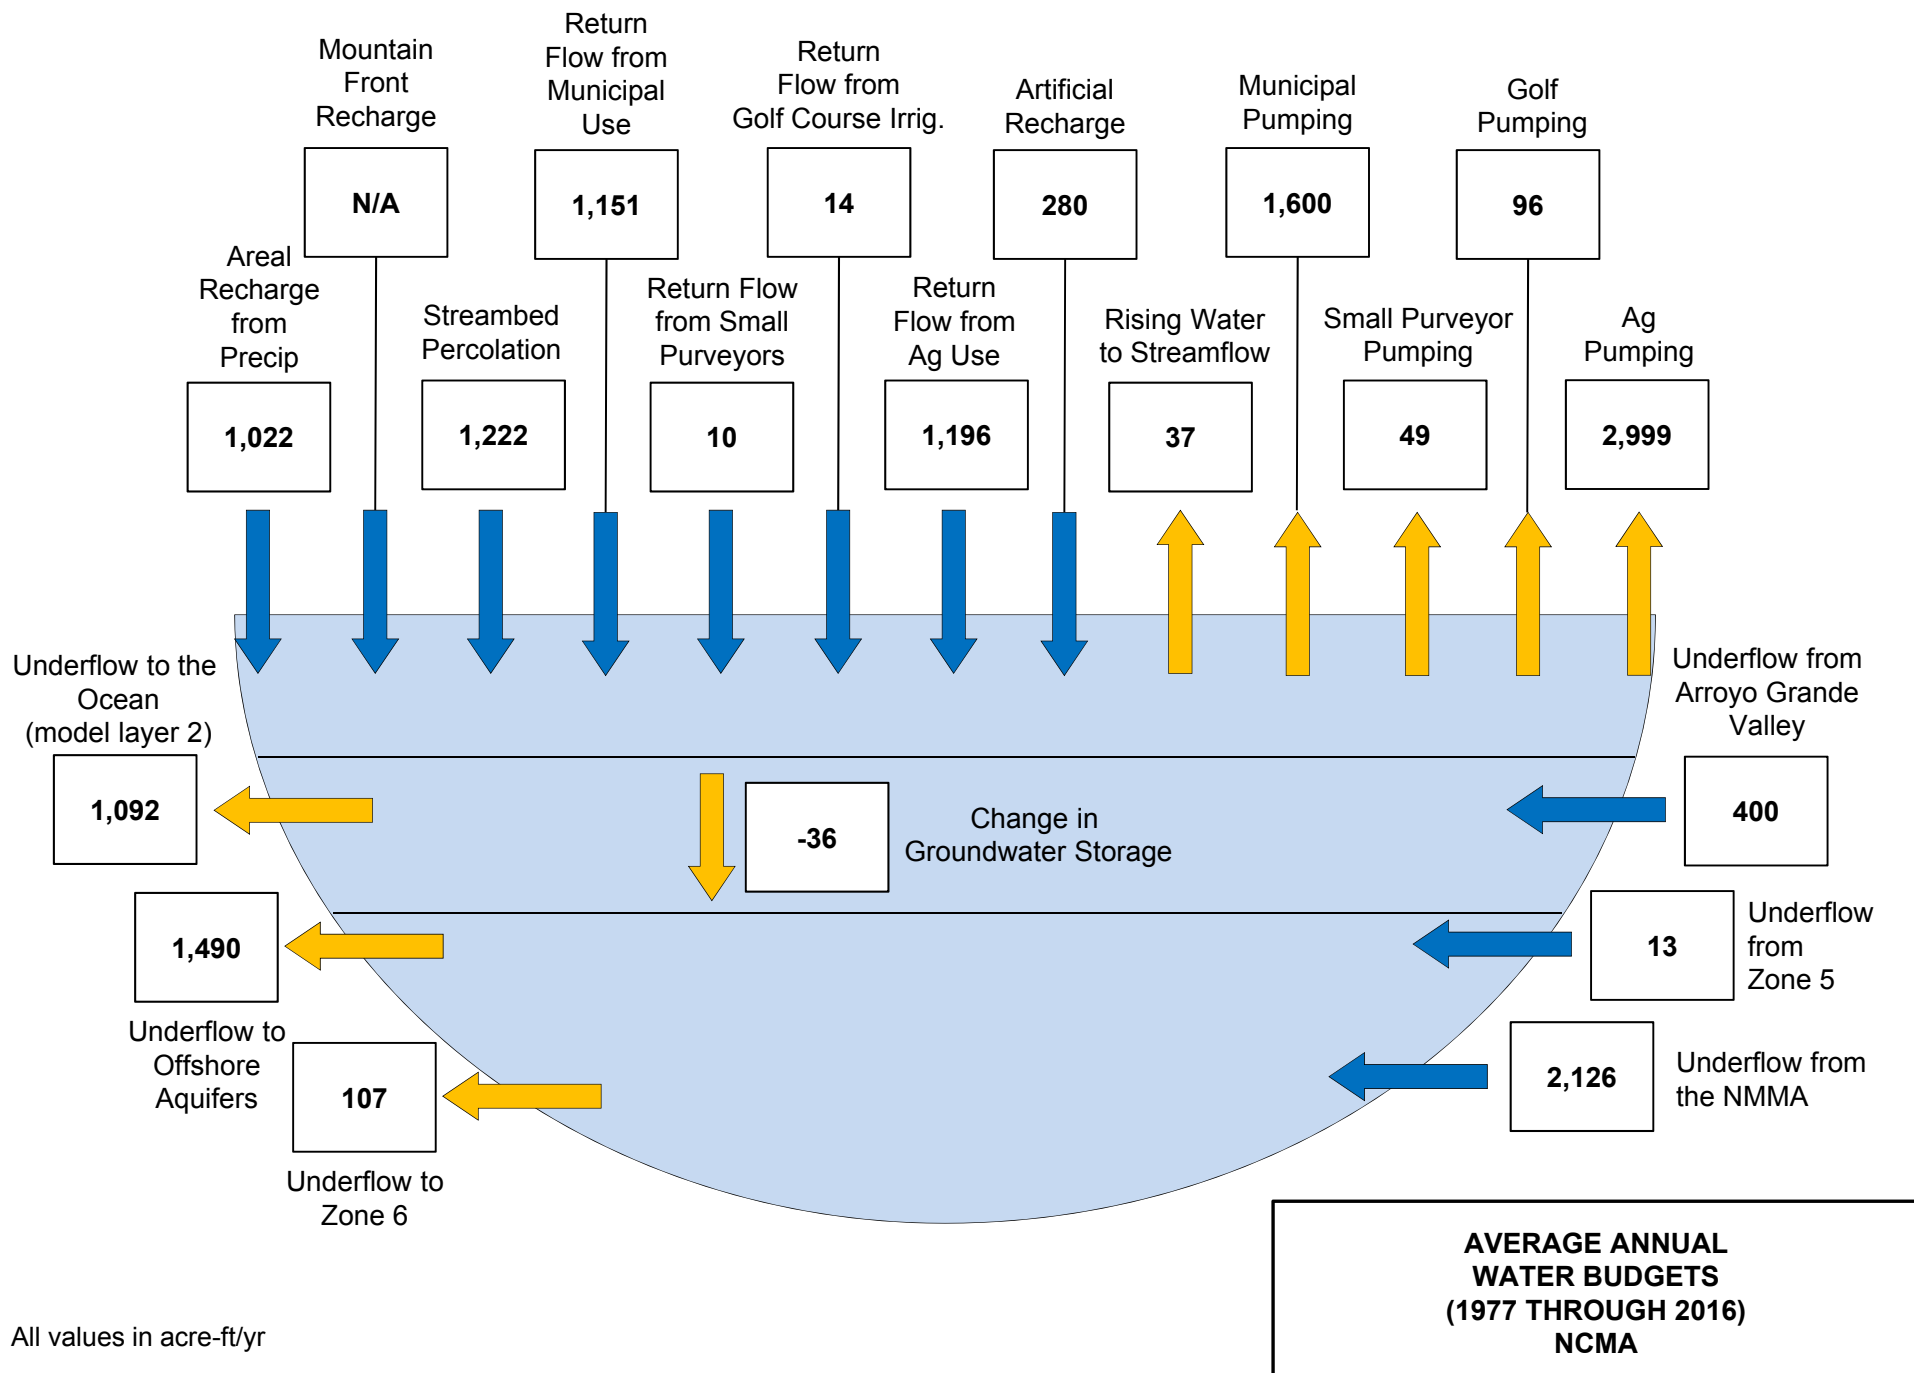 Mountain
Front
Recharge
N/A
Return
Flow from
Municipal
Use
1,151
Return
Flow from
Golf Course Irrig.
14
Artificial
Recharge
280
Municipal
Pumping
1,600
Golf
Pumping
96
Areal
Recharge
from
Precip
1,022
Streambed
Percolation
1,222
Return Flow
from Small
Purveyors
10
Return
Flow from
Ag Use
1,196
Rising Water
to Streamflow
37
Small Purveyor
Pumping
49
Ag
Pumping
2,999
Underflow to the
Ocean
(model layer 2)
1,092
-36
Change in
Groundwater Storage
Underflow from
Arroyo Grande
Valley
400
1,490
Underflow to
Offshore
Aquifers
13
Underflow
from
Zone 5
107
Underflow to
Zone 6
2,126
Underflow from
the NMMA
All values in acre-ft/yr
AVERAGE ANNUAL
WATER BUDGETS
(1977 THROUGH 2016)
NCMA